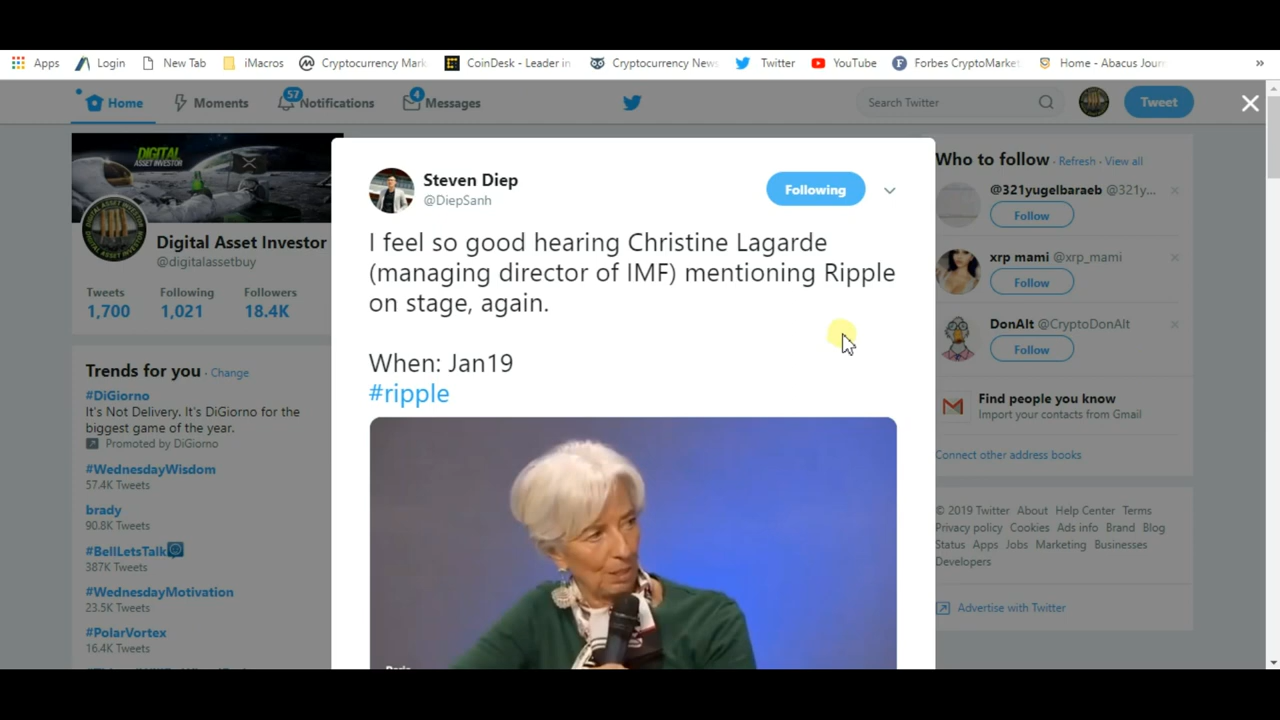 Apps
Login
New Tab
iMacros
Cryptocurrency Mark
CoinDesk - Leader in
Cryptocurrency News
Twitter
YouTube
Forbes CryptoMarket
Home - Abacus Journ
»
Home
Moments
57
Notifications
4
Messages
Search Twitter
Tweet
DIGITAL
ASSET INVESTOR
Digital Asset Investor
@digitalassetbuy
Tweets
Following
Followers
1,700
1,021
18.4K
Trends for you · Change
#DiGiorno
It's Not Delivery. It's DiGiorno for the
biggest game of the year.
Promoted by DiGiorno
#WednesdayWisdom
57.4K Tweets
brady
90.8K Tweets
#BellLetsTalk
387K Tweets
#WednesdayMotivation
23.5K Tweets
#PolarVortex
16.4K Tweets
Steven Diep
@DiepSanh
Following
I feel so good hearing Christine Lagarde
(managing director of IMF) mentioning Ripple
on stage, again.
When: Jan19
#ripple
Paris
Who to follow · Refresh · View all
@321yugelbaraeb @321y...
Follow
xrp mami @xrp_mami
Follow
DonAlt @CryptoDonAlt
Follow
Find people you know
Import your contacts from Gmail
Connect other address books
© 2019 Twitter About Help Center Terms
Privacy policy Cookies Ads info Brand Blog
Status Apps Jobs Marketing Businesses
Developers
Advertise with Twitter